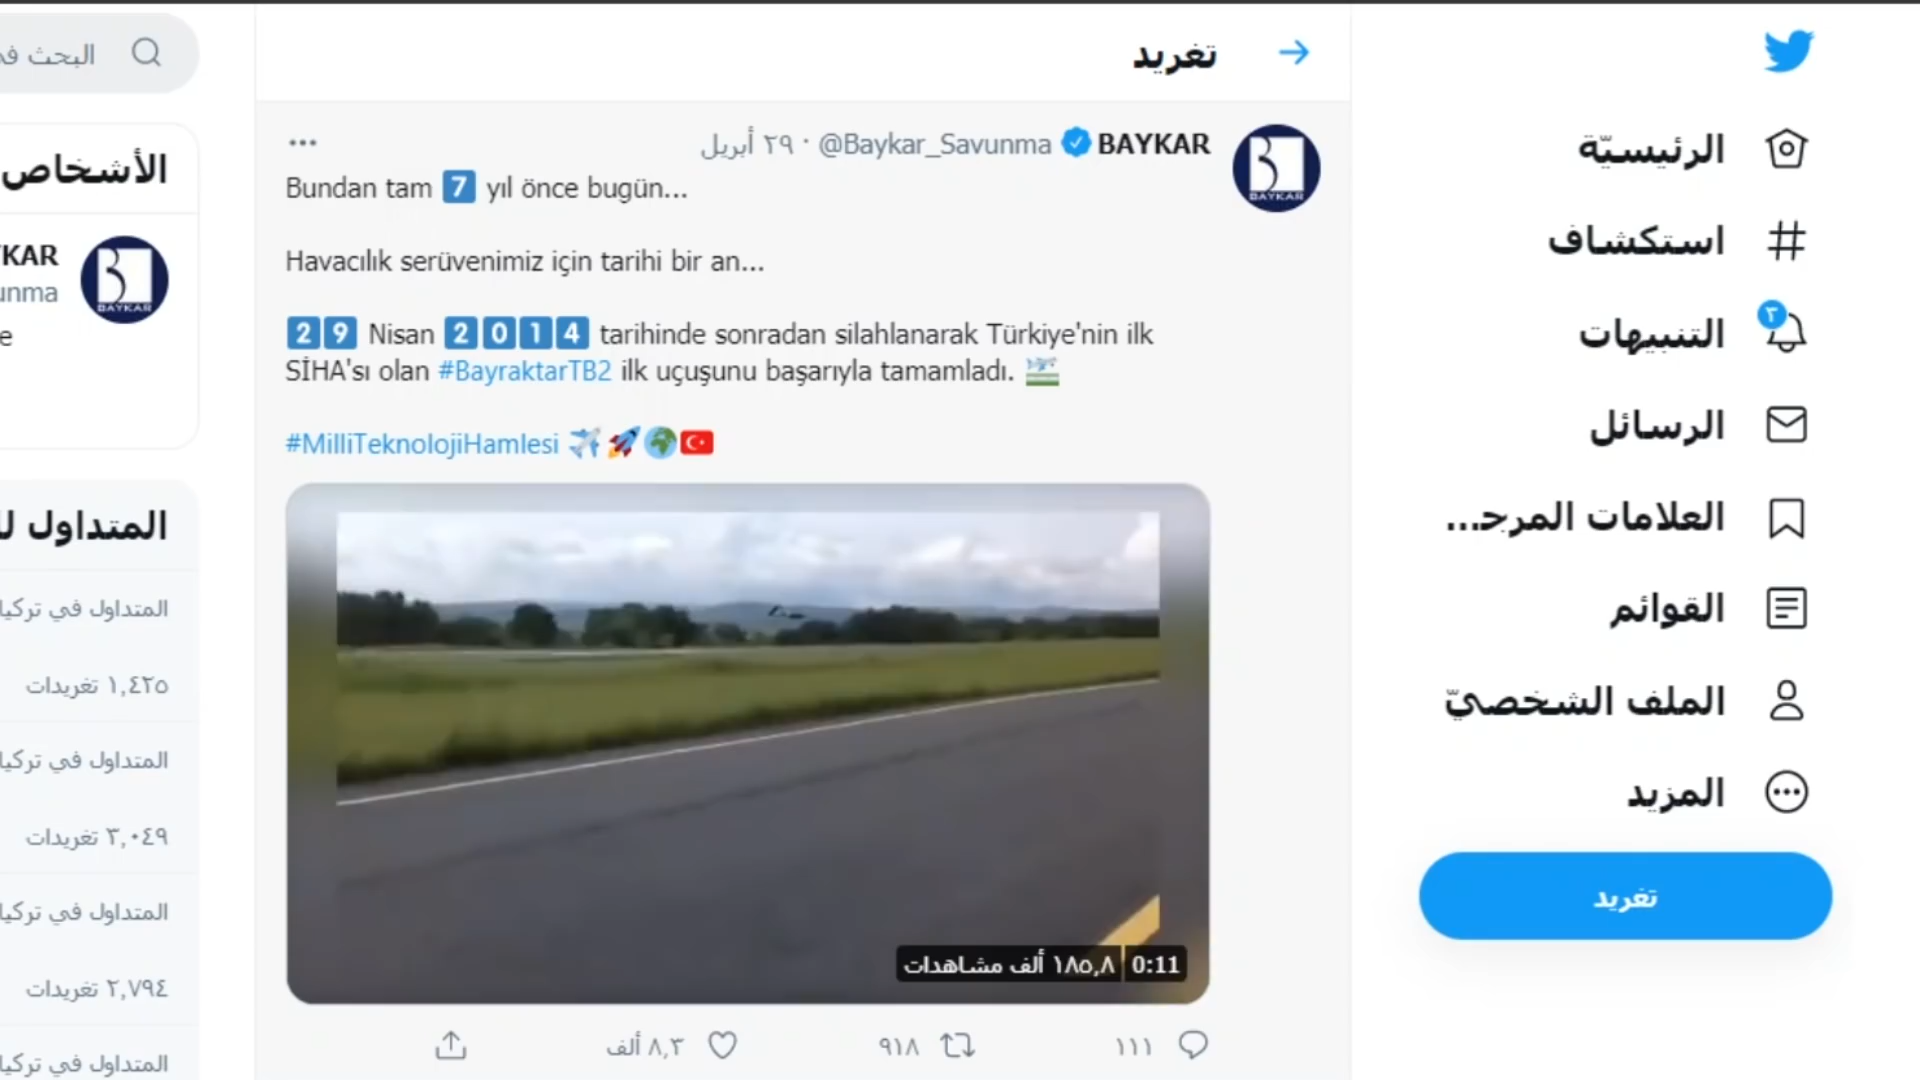 تغريد
BAYKAR @Baykar_Savunma · ٢٩ أبريل
Bundan tam 7 yıl önce bugün...
Havacılık serüvenimiz için tarihi bir an...
29 Nisan 2014 tarihinde sonradan silahlanarak Türkiye'nin ilk
SİHA'sı olan #BayraktarTB2 ilk uçuşunu başarıyla tamamladı.
#MilliTeknolojiHamlesi
0:11
١٨٥,٨ ألف مشاهدات
١١١
٩١٨
٨,٣ ألف
الرئيسيّة
استكشاف
٢
التنبيهات
الرسائل
العلامات المرجـ...
القوائم
الملف الشخصيّ
المزيد
تغريد
البحث
الأشخاص
BAYKAR
المتداول
المتداول في تركيا
١,٤٢٥ تغريدات
المتداول في تركيا
٣,٠٤٩ تغريدات
المتداول في تركيا
٢,٧٩٤ تغريدات
المتداول في تركيا